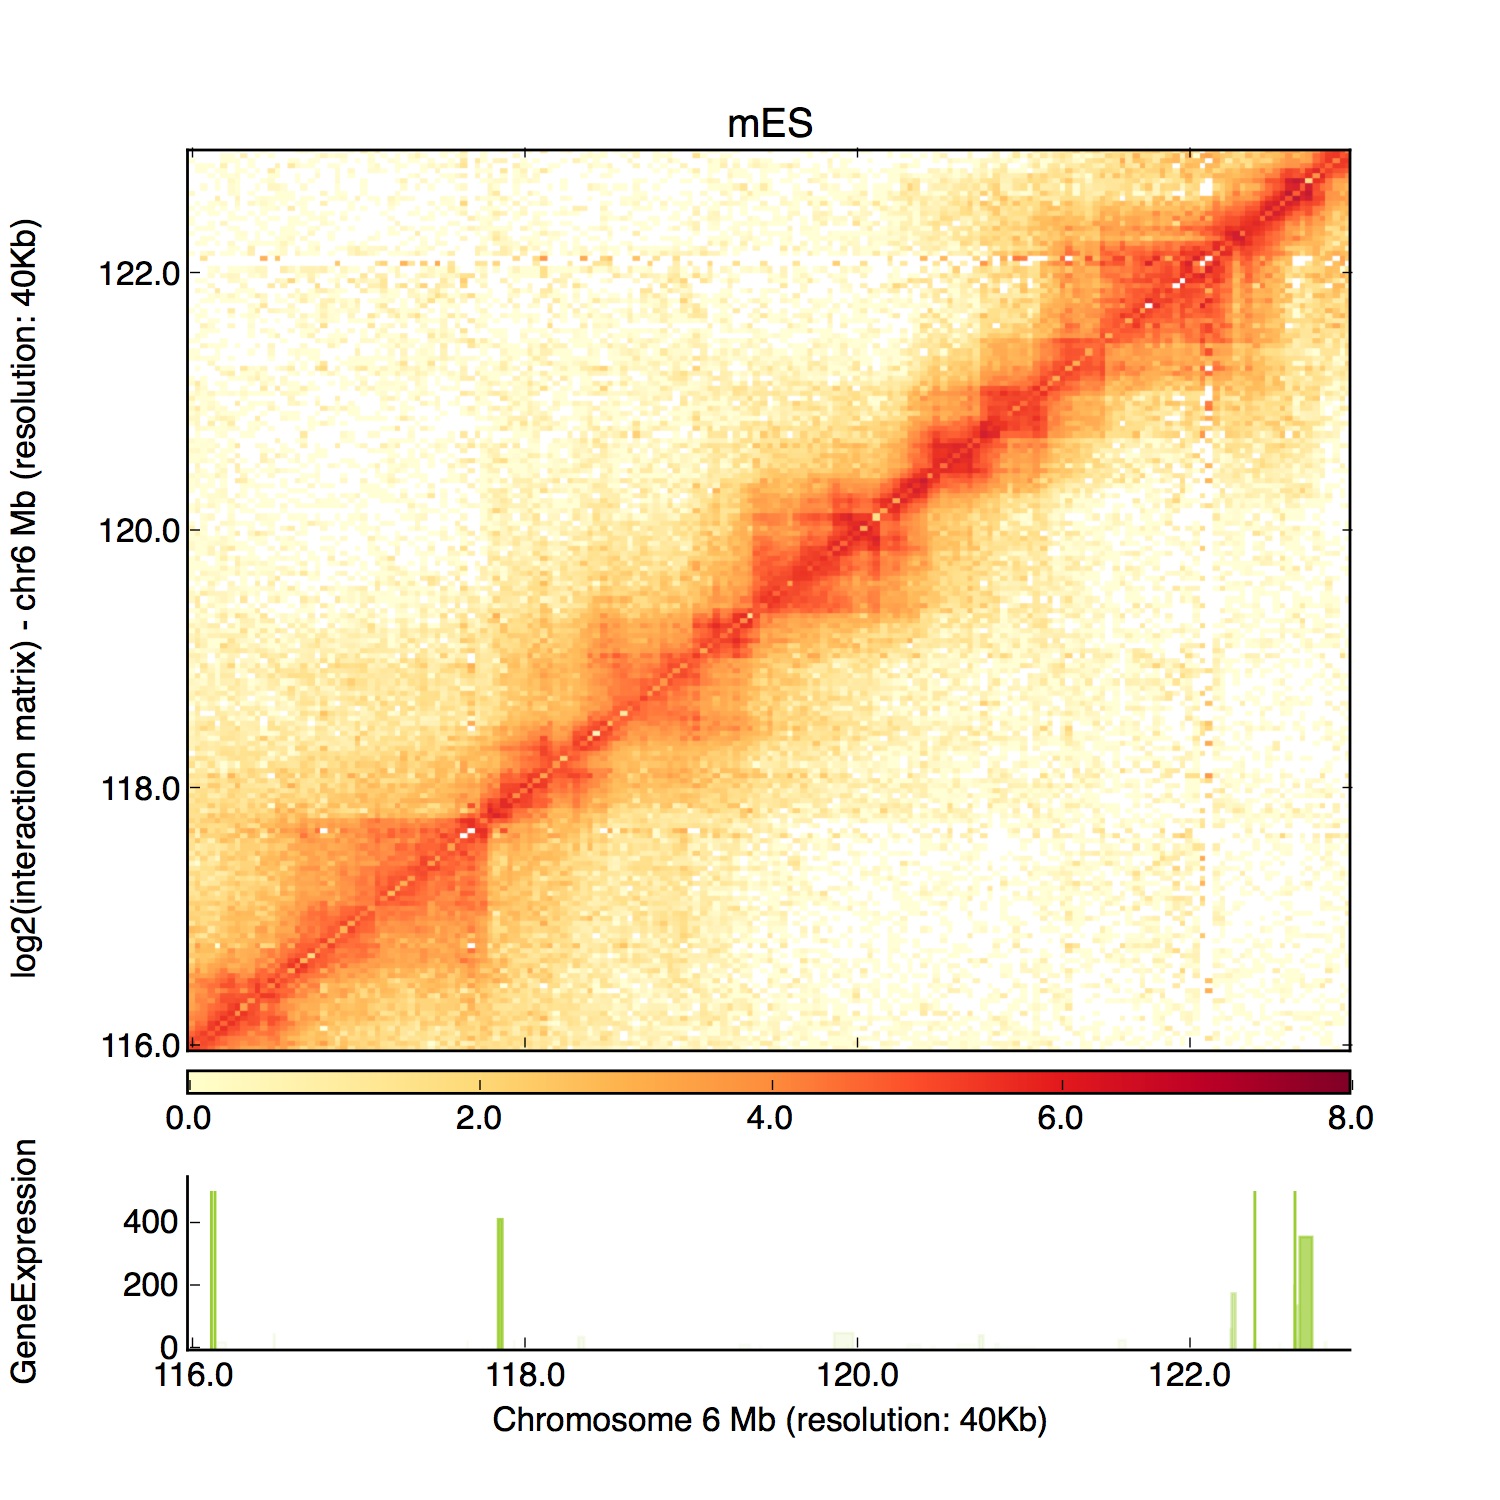 mES
log2(interaction matrix) - chr6 Mb (resolution: 40Kb)
122.0
120.0
118.0
116.0
0.0 2.0 4.0 6.0 8.0
GeneExpression
400
200
0
116.0 118.0 120.0 122.0
Chromosome 6 Mb (resolution: 40Kb)